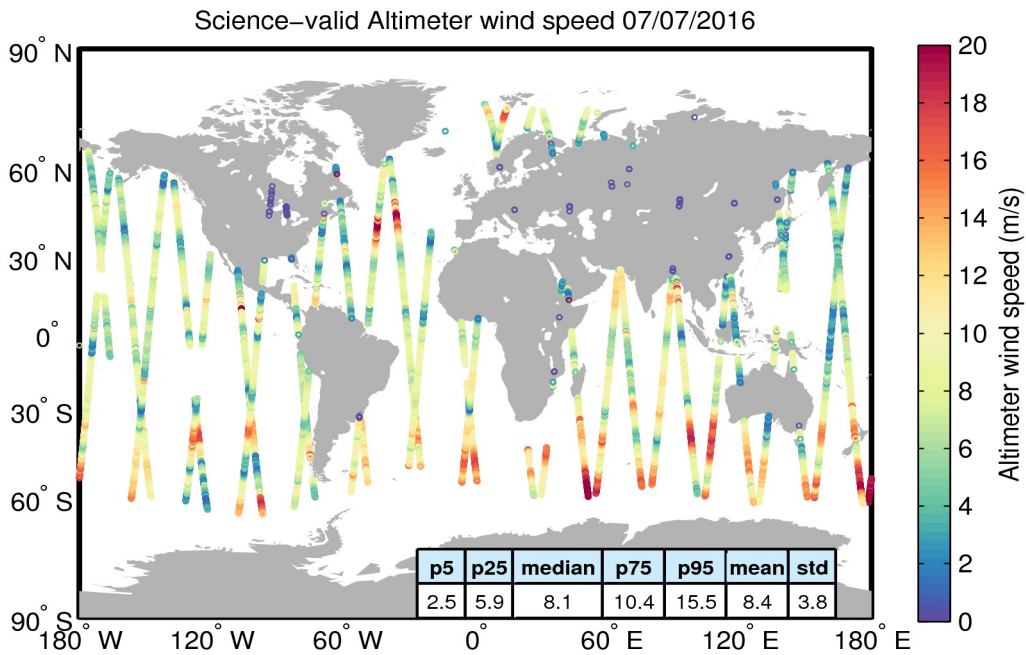 Science−valid Altimeter wind speed 07/07/2016
90° N
60° N
30° N
0°
30° S
60° S
90° S
180° W
120° W
60° W
0°
60° E
120° E
180° E
p5 p25 median p75 p95 mean std
2.5 5.9 8.1 10.4 15.5 8.4 3.8
20
18
16
14
12
10
8
6
4
2
0
Altimeter wind speed (m/s)